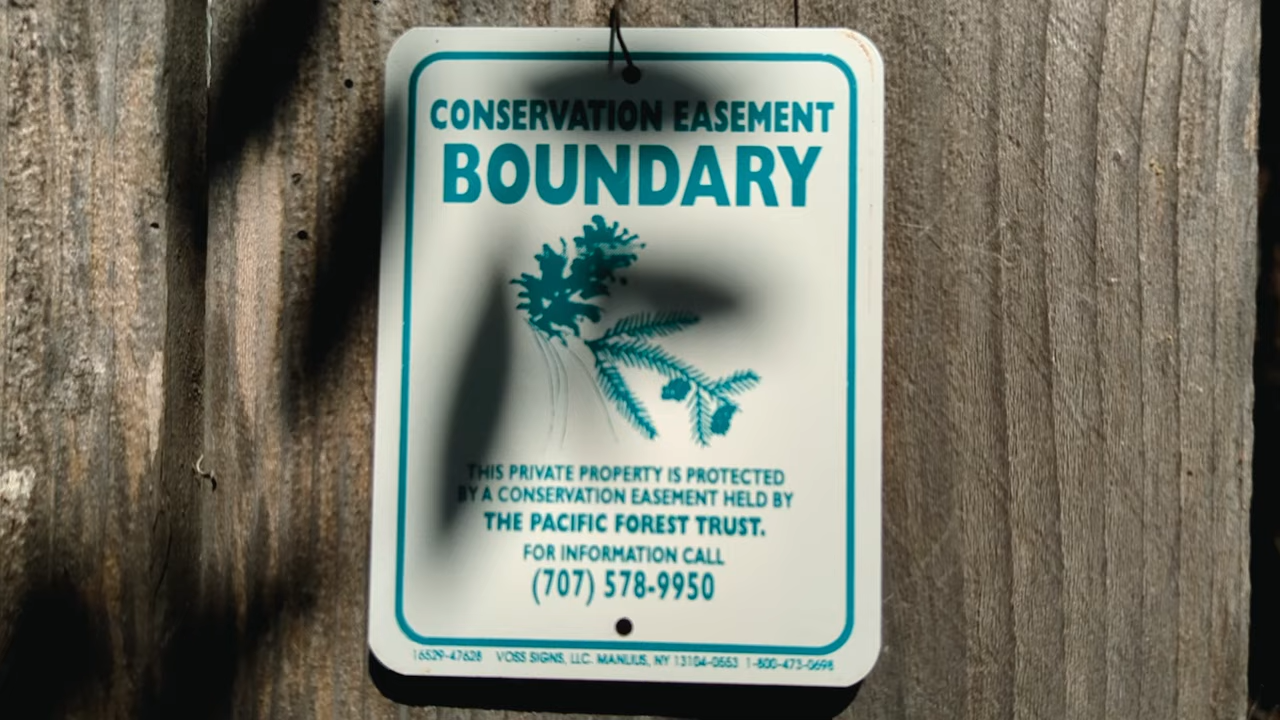 CONSERVATION EASEMENT
BOUNDARY
THIS PRIVATE PROPERTY IS PROTECTED
BY A CONSERVATION EASEMENT HELD BY
THE PACIFIC FOREST TRUST.
FOR INFORMATION CALL
(707) 578-9950
16529-47628 VOSS SIGNS, LLC. MANLIUS, NY 13104-0553 1-800-473-0698